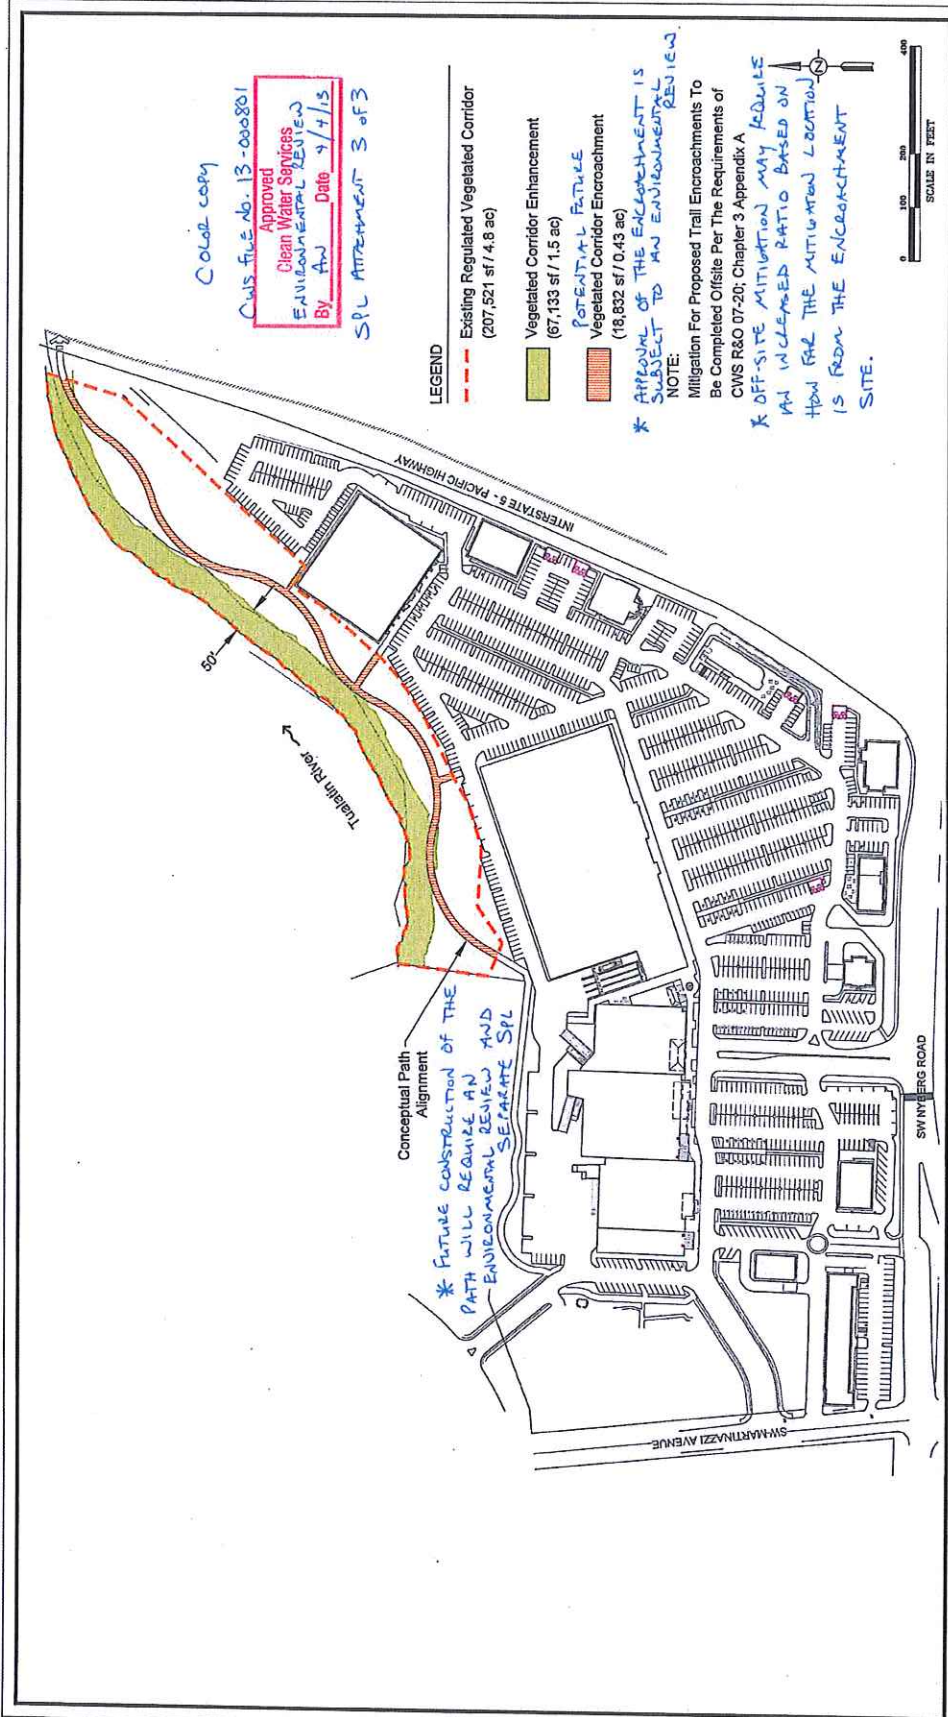 COLOR COPY
CWS FILE NO. 13-000801
Approved
Clean Water Services
ENVIRONMENTAL REVIEW
By AN Date 4/4/13
SPL ATTACHMENT 3 OF 3
LEGEND
Existing Regulated Vegetated Corridor
(207,521 sf / 4.8 ac)
Vegetated Corridor Enhancement
(67,133 sf / 1.5 ac)
POTENTIAL FUTURE
Vegetated Corridor Encroachment
(18,832 sf / 0.43 ac)
* APPROVAL OF THE ENCROACHMENT IS
SUBJECT TO AN ENVIRONMENTAL
REVIEW
NOTE:
Mitigation For Proposed Trail Encroachments To
Be Completed Offsite Per The Requirements of
CWS R&O 07-20; Chapter 3 Appendix A
* OFF-SITE MITIGATION MAY REQUIRE
AN INCREASED RATIO BASED ON
HOW FAR THE MITIGATION LOCATION
IS FROM THE ENCROACHMENT
SITE.
N
0 100 200 400
SCALE IN FEET
50'
Tualatin River
INTERSTATE 5 - PACIFIC HIGHWAY
Conceptual Path
Alignment
* FUTURE CONSTRUCTION OF THE
PATH WILL REQUIRE AN
ENVIRONMENTAL REVIEW AND
SEPARATE SPL
SW MARTINAZZI AVENUE
SW NYBERG ROAD